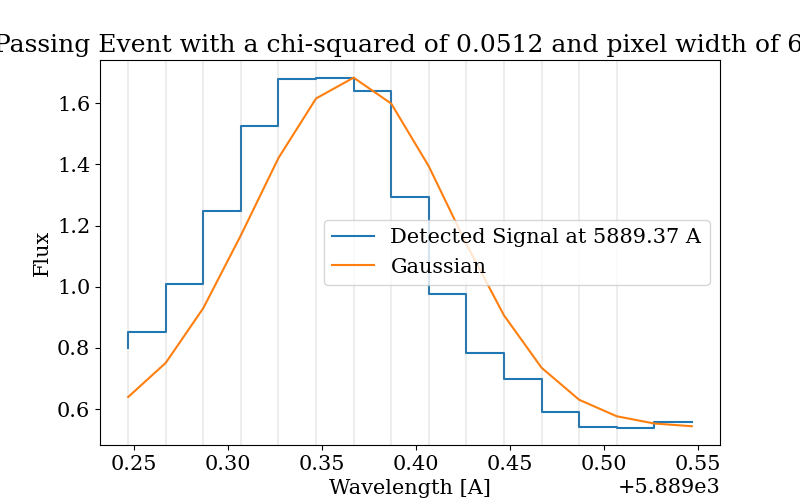 Passing Event with a chi-squared of 0.0512 and pixel width of 6
Flux
1.6
1.4
1.2
1.0
0.8
0.6
Detected Signal at 5889.37 A
Gaussian
0.25 0.30 0.35 0.40 0.45 0.50 0.55
Wavelength [A]
+5.889e3